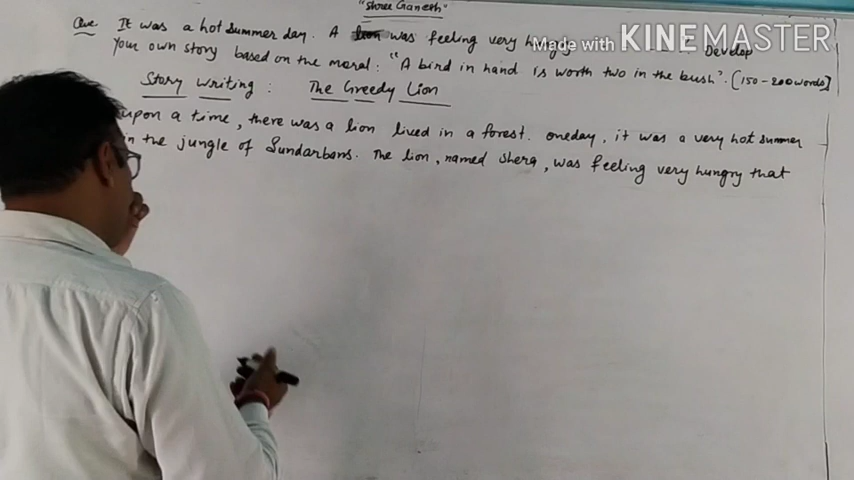 "Shree Ganesh"
Que It was a hot summer day. A lion was feeling very hungry Develop
your own story based on the moral: "A bird in hand is worth two in the bush". [150-200words]
Story Writing: The Greedy Lion
upon a time, there was a lion lived in a forest. oneday, it was a very hot summer
in the jungle of Sundarbans. The lion, named Shera, was feeling very hungry that
Made with KINEMASTER